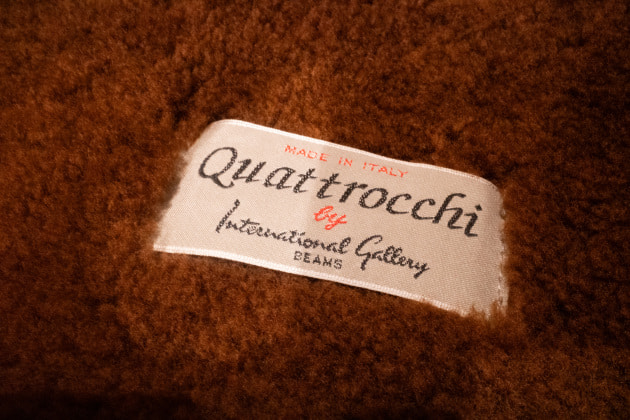 MADE IN ITALY
Quattrocchi
by
International Gallery
BEAMS